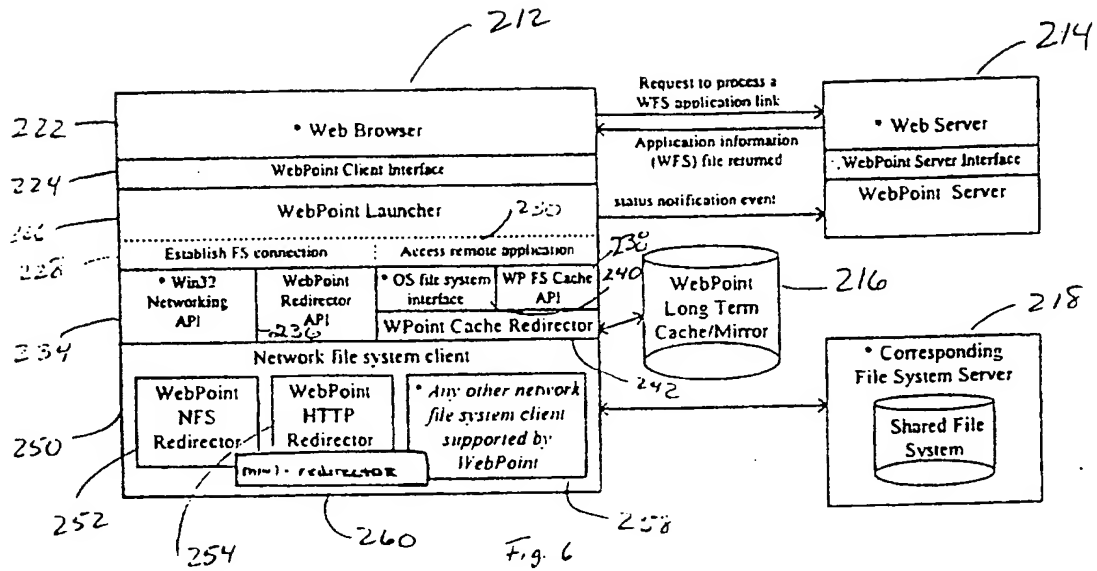 212
214
222
224
226
228
234
250
* Web Browser
WebPoint Client Interface
WebPoint Launcher
230
Establish FS connection
Access remote application
* Win32
Networking
API
236
WebPoint
Redirector
API
* OS file system
interface
WP FS Cache
API
238
240
WPoint Cache Redirector
242
Network file system client
WebPoint
NFS
Redirector
WebPoint
HTTP
Redirector
mini-redirector
* Any other network
file system client
supported by
WebPoint
252
254
260
258
Request to process a
WFS application link
Application information
(WFS) file returned
status notification event
* Web Server
WebPoint Server Interface
WebPoint Server
WebPoint
Long Term
Cache/Mirror
216
218
* Corresponding
File System Server
Shared File
System
Fig. 6